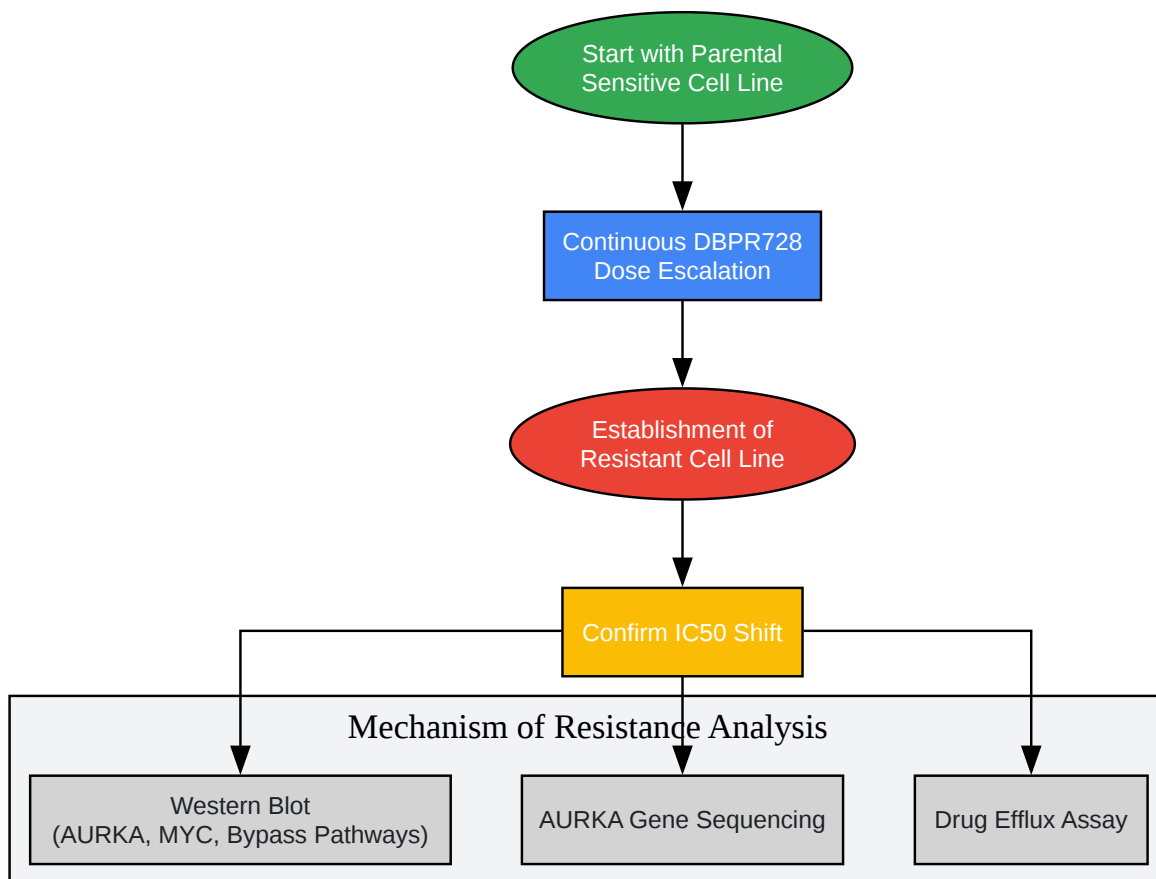 Start with Parental
Sensitive Cell Line
Continuous DBPR728
Dose Escalation
Establishment of
Resistant Cell Line
Confirm IC50 Shift
Mechanism of Resistance Analysis
Western Blot
(AURKA, MYC, Bypass Pathways)
AURKA Gene Sequencing
Drug Efflux Assay